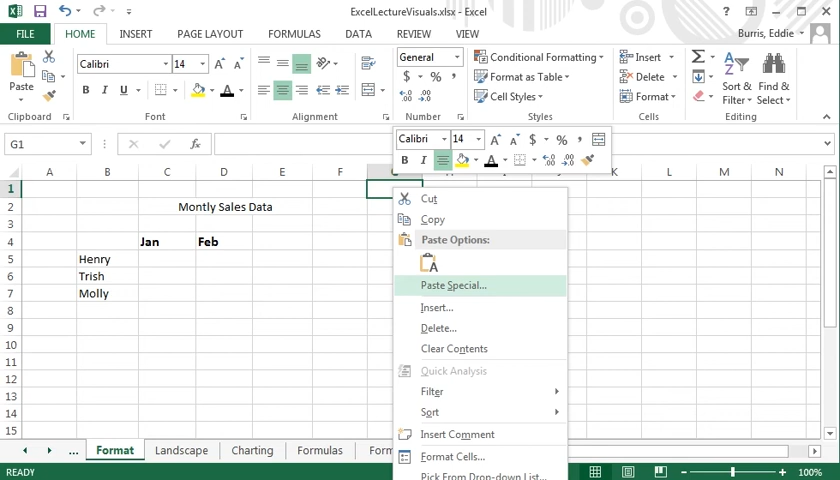 ExcelLectureVisuals.xlsx - Excel
FILE HOME INSERT PAGE LAYOUT FORMULAS DATA REVIEW VIEW Burris, Eddie
Paste
Clipboard
Calibri 14
B I U
Font
Alignment
General
$ % ,
Number
Conditional Formatting
Format as Table
Cell Styles
Styles
Insert
Delete
Format
Cells
Sort & Filter
Find & Select
Editing
G1
fx
Calibri 14 A A $ % ,
B I A
A B C D E F G H I J K L M N
1
2 Montly Sales Data
3
4 Jan Feb
5 Henry
6 Trish
7 Molly
8
9
10
11
12
13
14
15
Cut
Copy
Paste Options:
Paste Special...
Insert...
Delete...
Clear Contents
Quick Analysis
Filter
Sort
Insert Comment
Format Cells...
Pick From Drop-down List...
... Format Landscape Charting Formulas Form
READY 100%